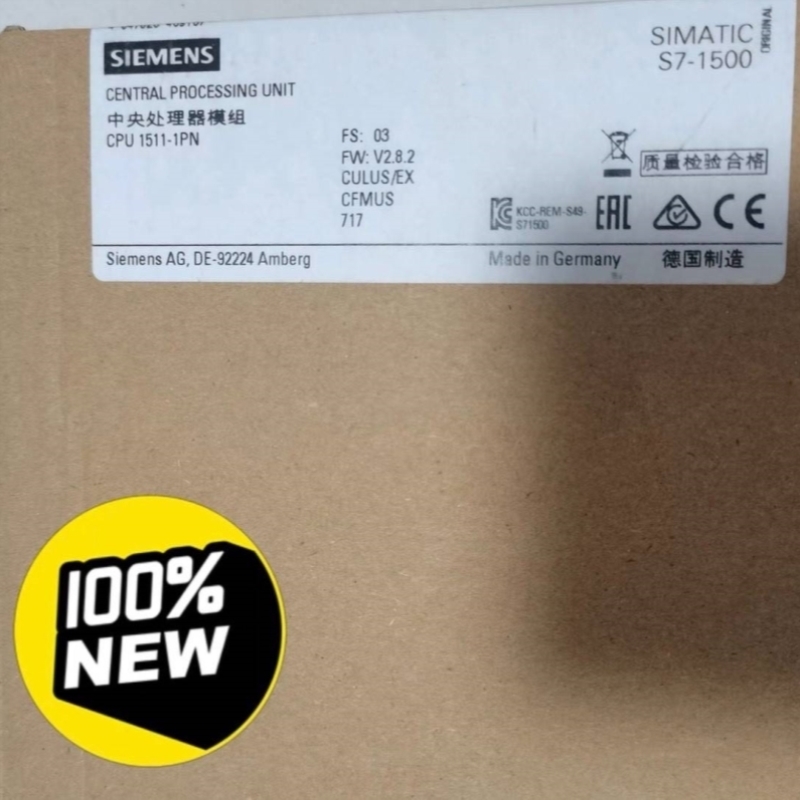 SIEMENS
SIMATIC
S7-1500
ORIGINAL
CENTRAL PROCESSING UNIT
中央处理器模组
CPU 1511-1PN
FS: 03
FW: V2.8.2
CULUS/EX
CFMUS
717
质量检验合格
KCC-REM-S49-
S71500
EAC
CE
Siemens AG, DE-92224 Amberg
Made in Germany
德国制造
100%
NEW